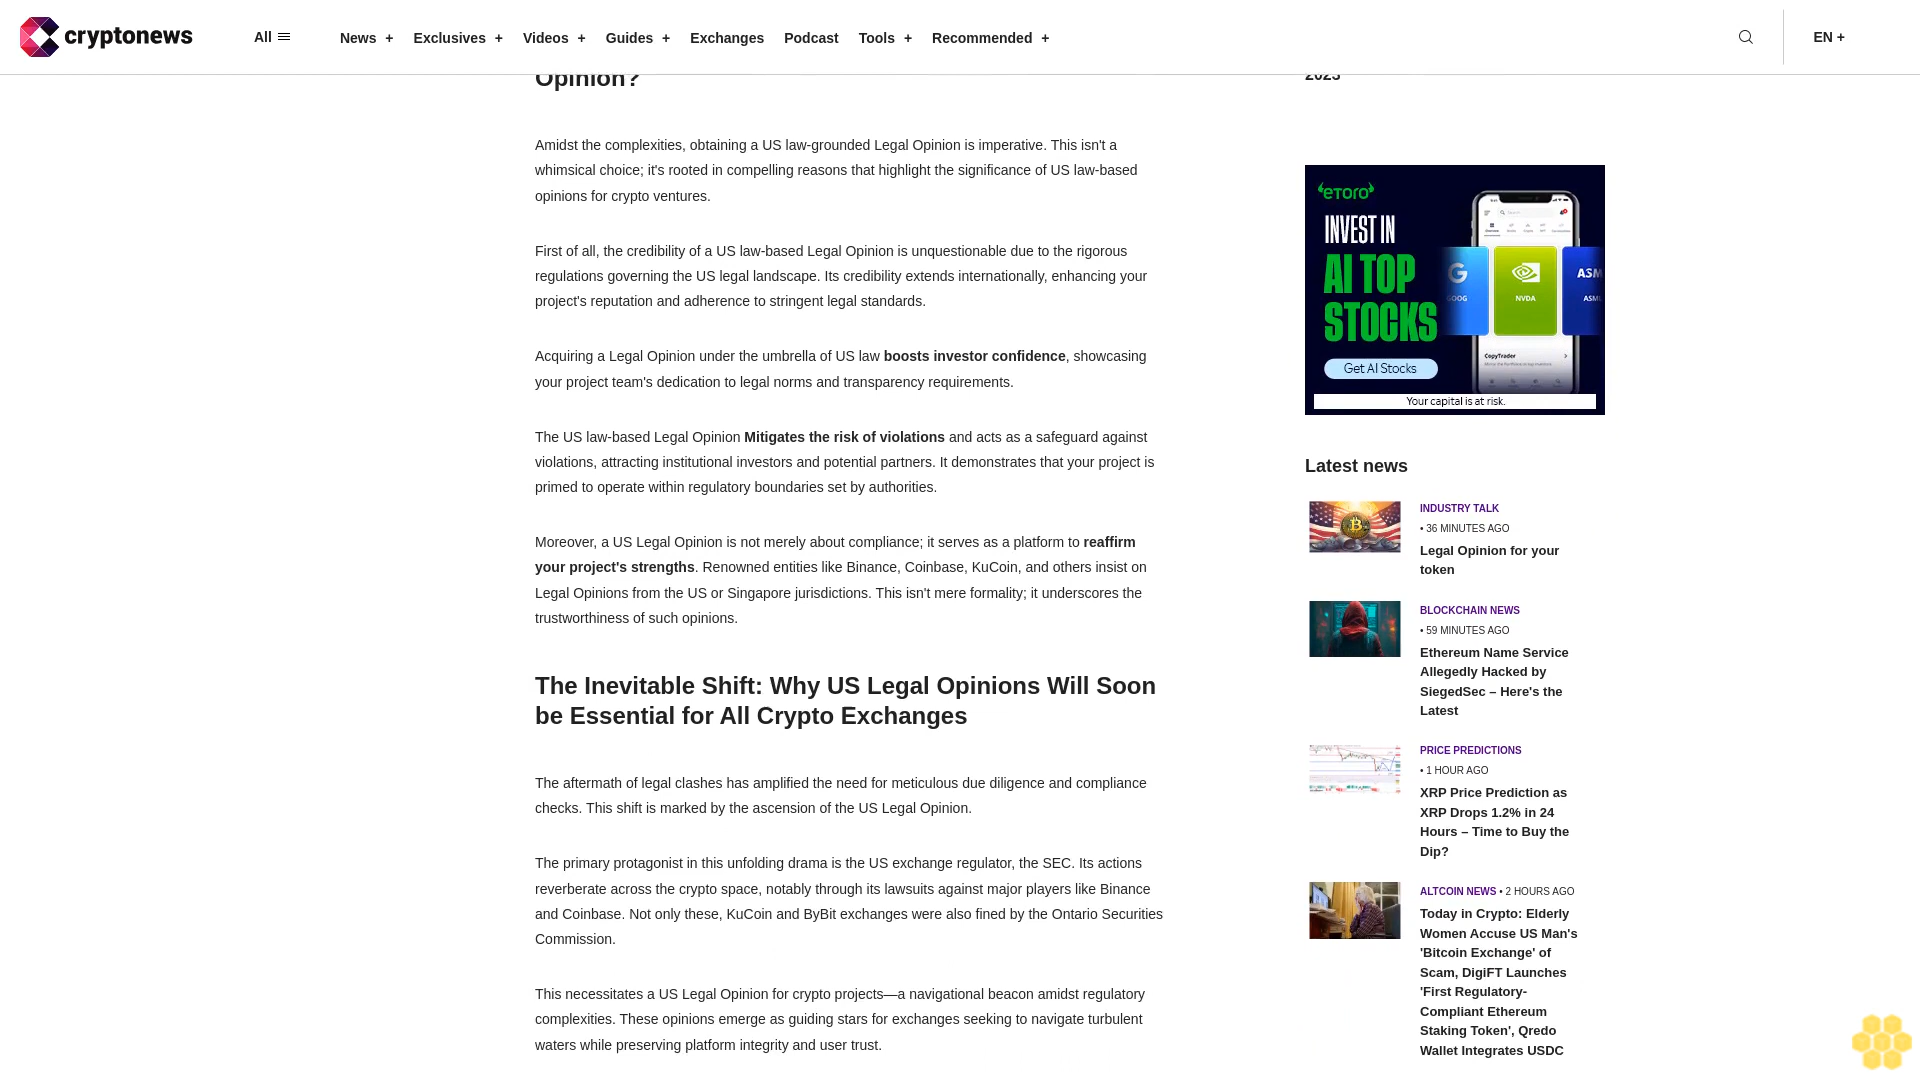 cryptonews
All
News +
Exclusives +
Videos +
Guides +
Exchanges
Podcast
Tools +
Recommended +
EN +
Opinion?
Amidst the complexities, obtaining a US law-grounded Legal Opinion is imperative. This isn't a
whimsical choice; it's rooted in compelling reasons that highlight the significance of US law-based
opinions for crypto ventures.
First of all, the credibility of a US law-based Legal Opinion is unquestionable due to the rigorous
regulations governing the US legal landscape. Its credibility extends internationally, enhancing your
project's reputation and adherence to stringent legal standards.
Acquiring a Legal Opinion under the umbrella of US law boosts investor confidence, showcasing
your project team's dedication to legal norms and transparency requirements.
The US law-based Legal Opinion Mitigates the risk of violations and acts as a safeguard against
violations, attracting institutional investors and potential partners. It demonstrates that your project is
primed to operate within regulatory boundaries set by authorities.
Moreover, a US Legal Opinion is not merely about compliance; it serves as a platform to reaffirm
your project's strengths. Renowned entities like Binance, Coinbase, KuCoin, and others insist on
Legal Opinions from the US or Singapore jurisdictions. This isn't mere formality; it underscores the
trustworthiness of such opinions.
The Inevitable Shift: Why US Legal Opinions Will Soon
be Essential for All Crypto Exchanges
The aftermath of legal clashes has amplified the need for meticulous due diligence and compliance
checks. This shift is marked by the ascension of the US Legal Opinion.
The primary protagonist in this unfolding drama is the US exchange regulator, the SEC. Its actions
reverberate across the crypto space, notably through its lawsuits against major players like Binance
and Coinbase. Not only these, KuCoin and ByBit exchanges were also fined by the Ontario Securities
Commission.
This necessitates a US Legal Opinion for crypto projects—a navigational beacon amidst regulatory
complexities. These opinions emerge as guiding stars for exchanges seeking to navigate turbulent
waters while preserving platform integrity and user trust.
2023
eToro
INVEST IN
AI TOP
STOCKS
Get AI Stocks
GOOG
NVDA
ASM
ASML
CopyTrader
Your capital is at risk.
Latest news
INDUSTRY TALK
• 36 MINUTES AGO
Legal Opinion for your
token
BLOCKCHAIN NEWS
• 59 MINUTES AGO
Ethereum Name Service
Allegedly Hacked by
SiegedSec – Here's the
Latest
PRICE PREDICTIONS
• 1 HOUR AGO
XRP Price Prediction as
XRP Drops 1.2% in 24
Hours – Time to Buy the
Dip?
ALTCOIN NEWS • 2 HOURS AGO
Today in Crypto: Elderly
Women Accuse US Man's
'Bitcoin Exchange' of
Scam, DigiFT Launches
'First Regulatory-
Compliant Ethereum
Staking Token', Qredo
Wallet Integrates USDC